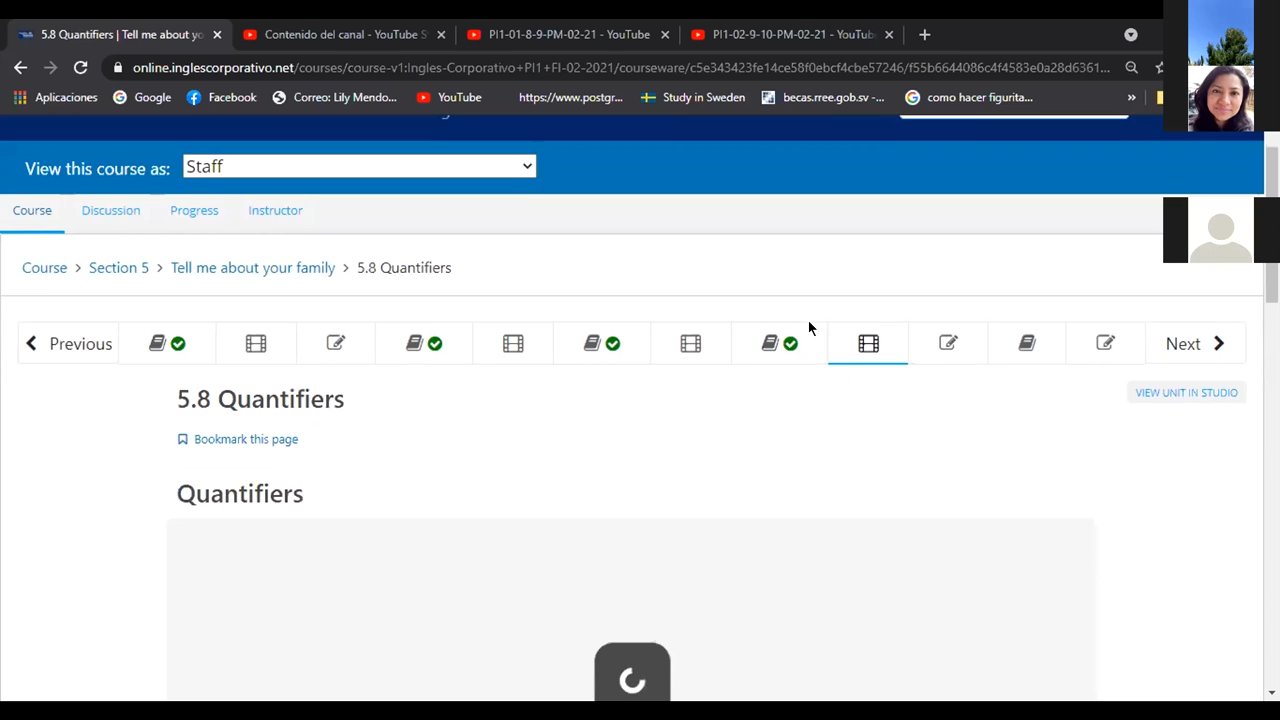 5.8 Quantifiers | Tell me about yo
Contenido del canal - YouTube S
PI1-01-8-9-PM-02-21 - YouTube
PI1-02-9-10-PM-02-21 - YouTub
online.inglescorporativo.net/courses/course-v1:Ingles-Corporativo+PI1+FI-02-2021/courseware/c5e343423fe14ce58f0ebcf4cbe57246/f55b6644086c4f4583e0a28d6361...
Aplicaciones
Google
Facebook
Correo: Lily Mendo...
YouTube
http://www.postgr...
Study in Sweden
becas.rree.gob.sv -...
como hacer figurita...
»
View this course as:
Staff
Course
Discussion
Progress
Instructor
Course > Section 5 > Tell me about your family > 5.8 Quantifiers
Previous
Next
5.8 Quantifiers
VIEW UNIT IN STUDIO
Bookmark this page
Quantifiers